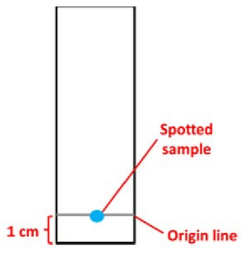 Spotted
sample
1 cm
Origin line